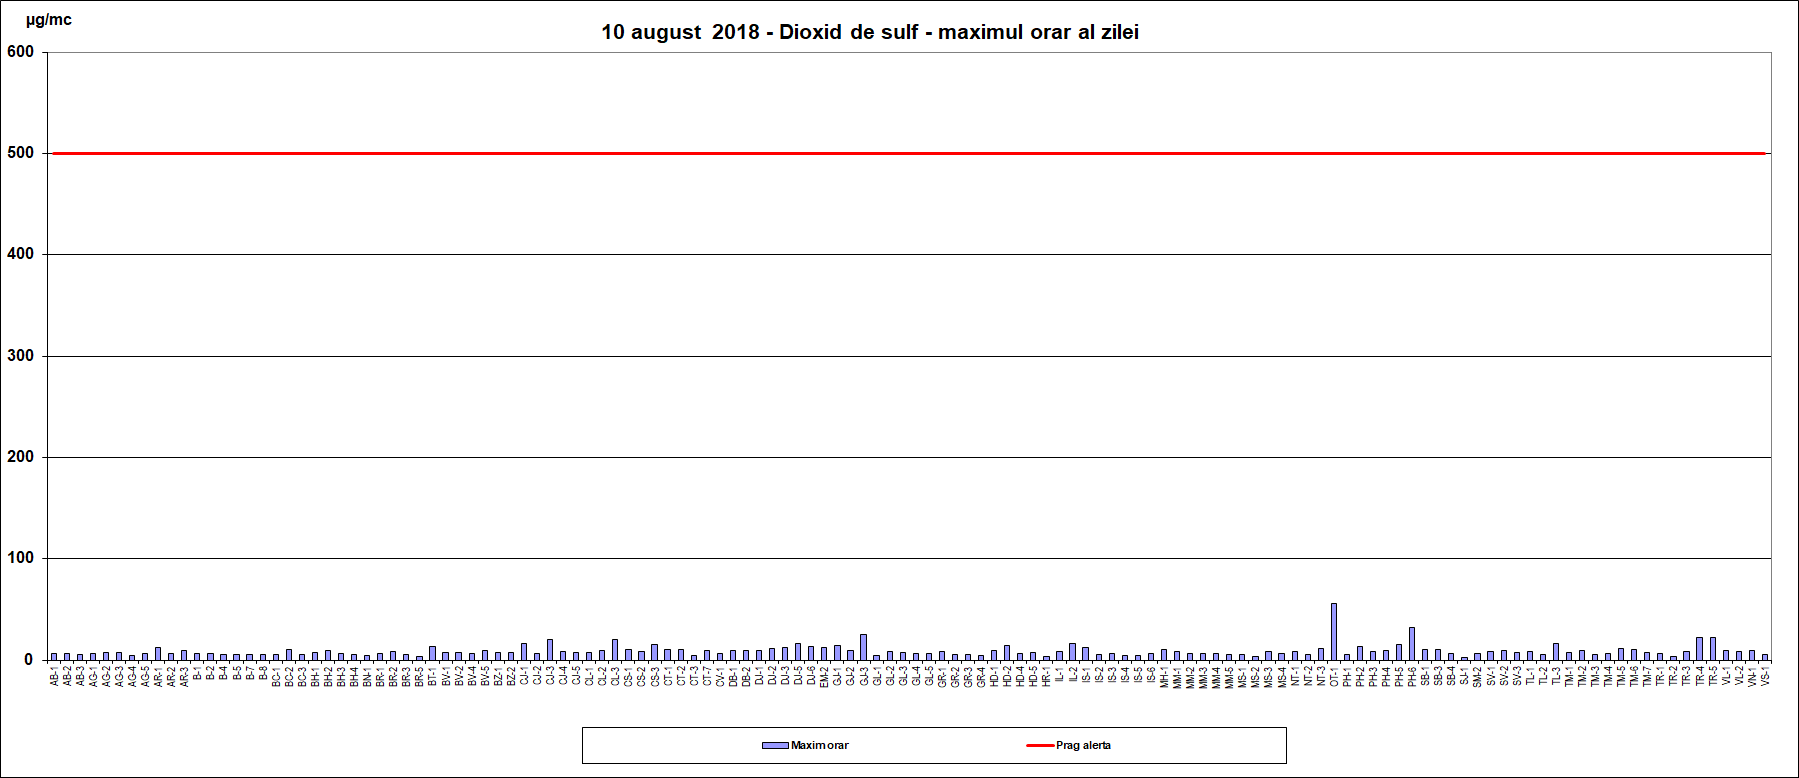 µg/mc
10 august 2018 - Dioxid de sulf - maximul orar al zilei
600
500
400
300
200
100
0
AB-1 AB-2 AB-3 AG-1 AG-2 AG-3 AG-4 AG-5 AR-1 AR-2 AR-3 B-1 B-2 B-4 B-5 B-7 B-8 BC-1 BC-2 BC-3 BH-1 BH-2 BH-3 BH-4 BN-1 BR-1 BR-2 BR-3 BR-5 BT-1 BV-1 BV-2 BV-4 BV-5 BZ-1 BZ-2 CJ-1 CJ-2 CJ-3 CJ-4 CJ-5 CL-1 CL-2 CL-3 CS-1 CS-2 CS-3 CT-1 CT-2 CT-3 CT-7 CV-1 DB-1 DB-2 DJ-1 DJ-2 DJ-3 DJ-5 DJ-6 EM-2 GJ-1 GJ-2 GJ-3 GL-1 GL-2 GL-3 GL-4 GL-5 GR-1 GR-2 GR-3 GR-4 HD-1 HD-2 HD-4 HD-5 HR-1 IL-1 IL-2 IS-1 IS-2 IS-3 IS-4 IS-5 IS-6 MH-1 MM-1 MM-2 MM-3 MM-4 MM-5 MS-1 MS-2 MS-3 MS-4 NT-1 NT-2 NT-3 OT-1 PH-1 PH-2 PH-3 PH-4 PH-5 PH-6 SB-1 SB-3 SB-4 SJ-1 SM-2 SV-1 SV-2 SV-3 TL-1 TL-2 TL-3 TM-1 TM-2 TM-3 TM-4 TM-5 TM-6 TM-7 TR-1 TR-2 TR-3 TR-4 TR-5 VL-1 VL-2 VN-1 VS-1
Maxim orar Prag alerta